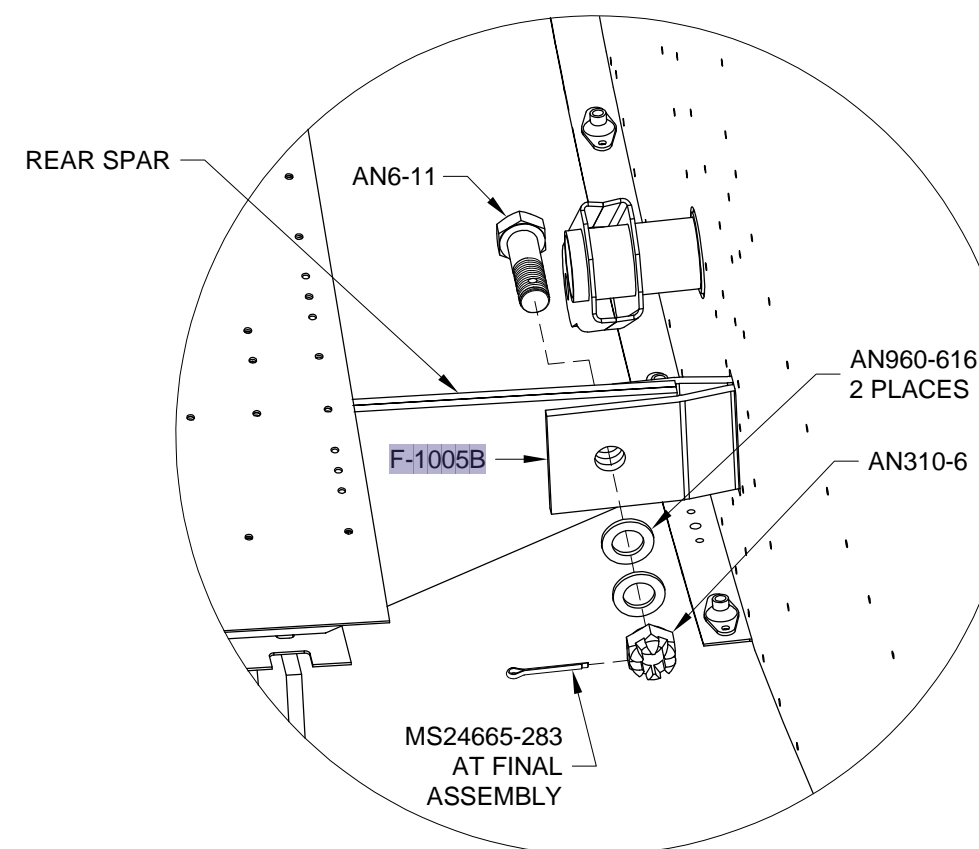 REAR SPAR
AN6-11
AN960-616
2 PLACES
F-1005B
AN310-6
MS24665-283
AT FINAL
ASSEMBLY